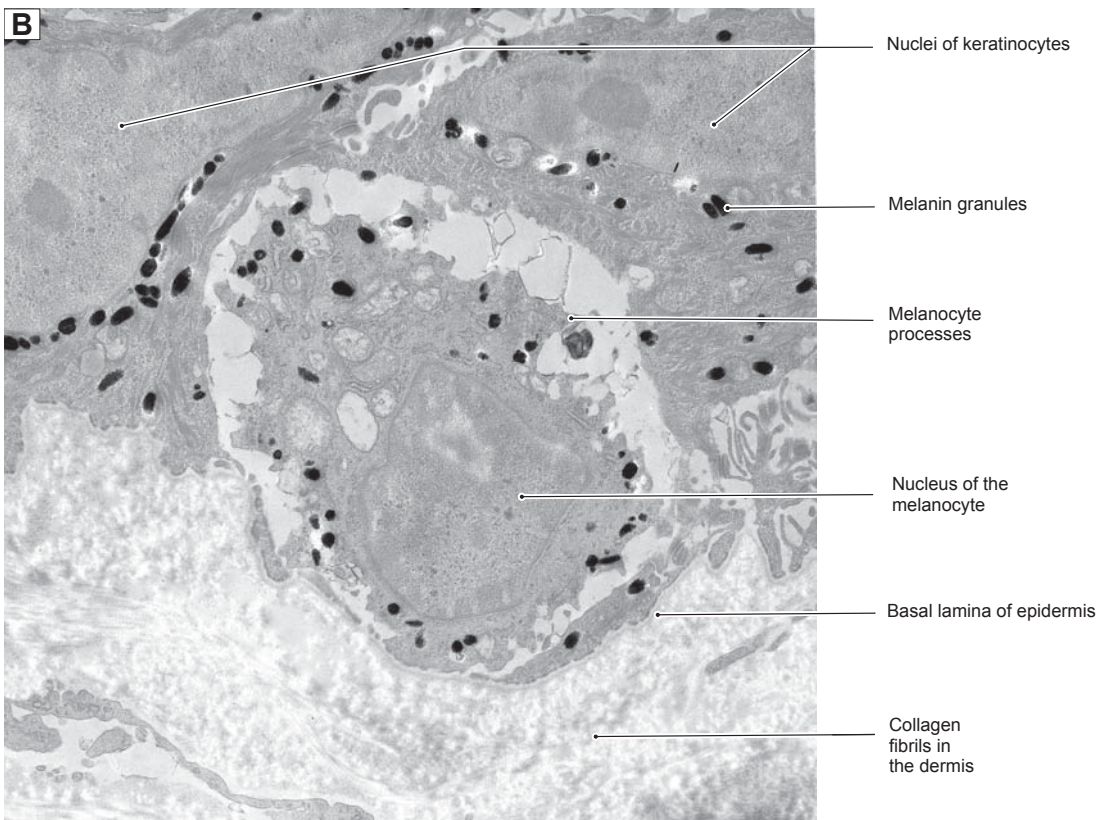 B
Nuclei of keratinocytes
Melanin granules
Melanocyte
processes
Nucleus of the
melanocyte
Basal lamina of epidermis
Collagen
fibrils in
the dermis